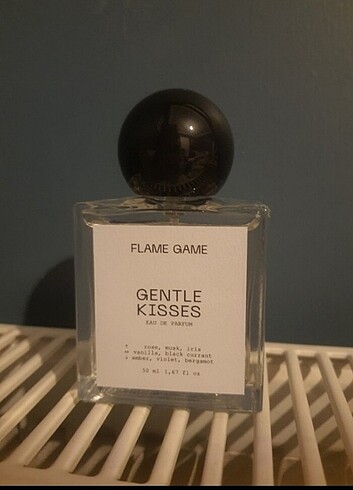 FLAME GAME
GENTLE
KISSES
EAU DE PARFUM
rose, musk, iris
vanilla, black currant
amber, violet, bergamot
50 ml 1,67 fl oz